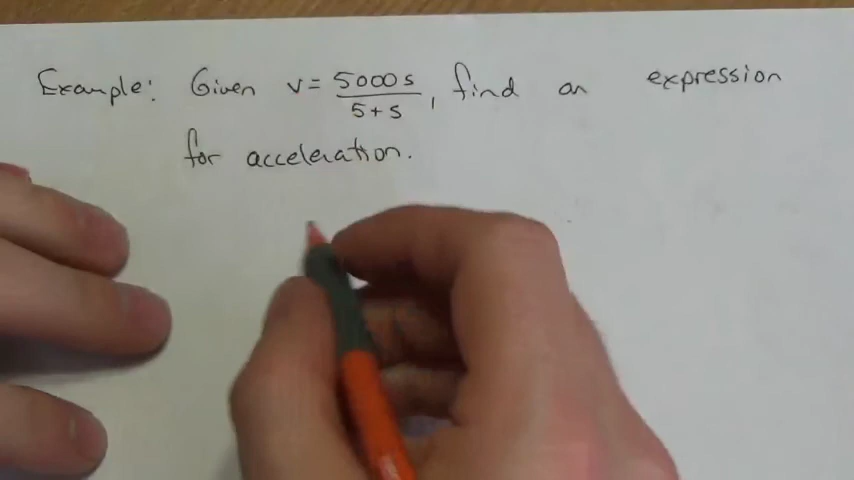 Example: Given v = 5000s / 5+s, find an expression
for acceleration.